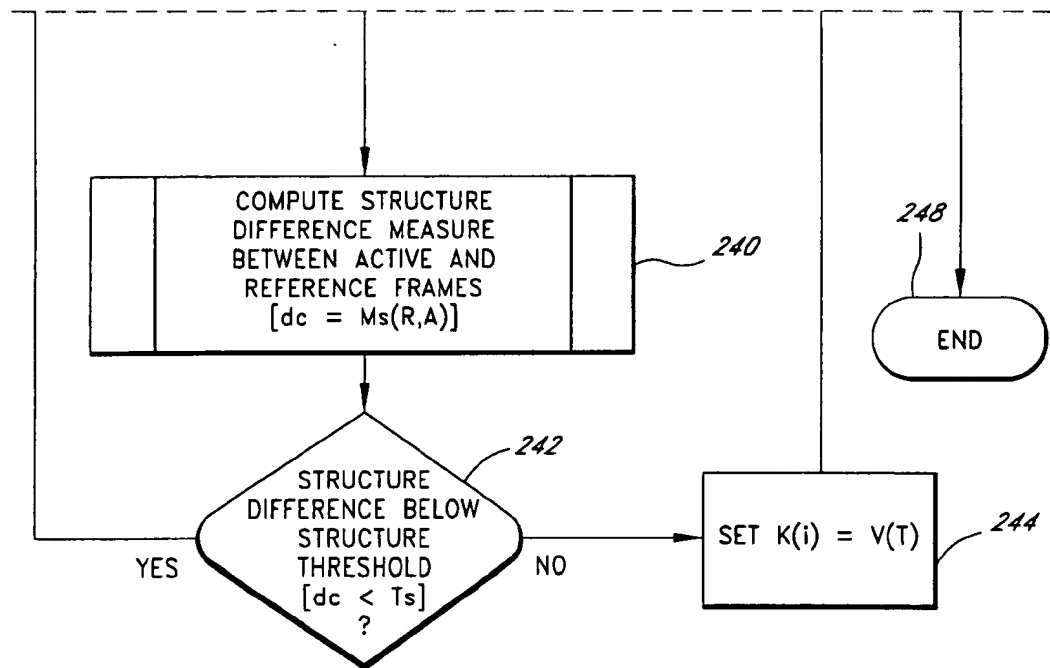 COMPUTE STRUCTURE
DIFFERENCE MEASURE
BETWEEN ACTIVE AND
REFERENCE FRAMES
[dc = Ms(R,A)]
240
248
END
242
STRUCTURE
DIFFERENCE BELOW
STRUCTURE
THRESHOLD
[dc < Ts]
?
YES
NO
SET K(i) = V(T)
244